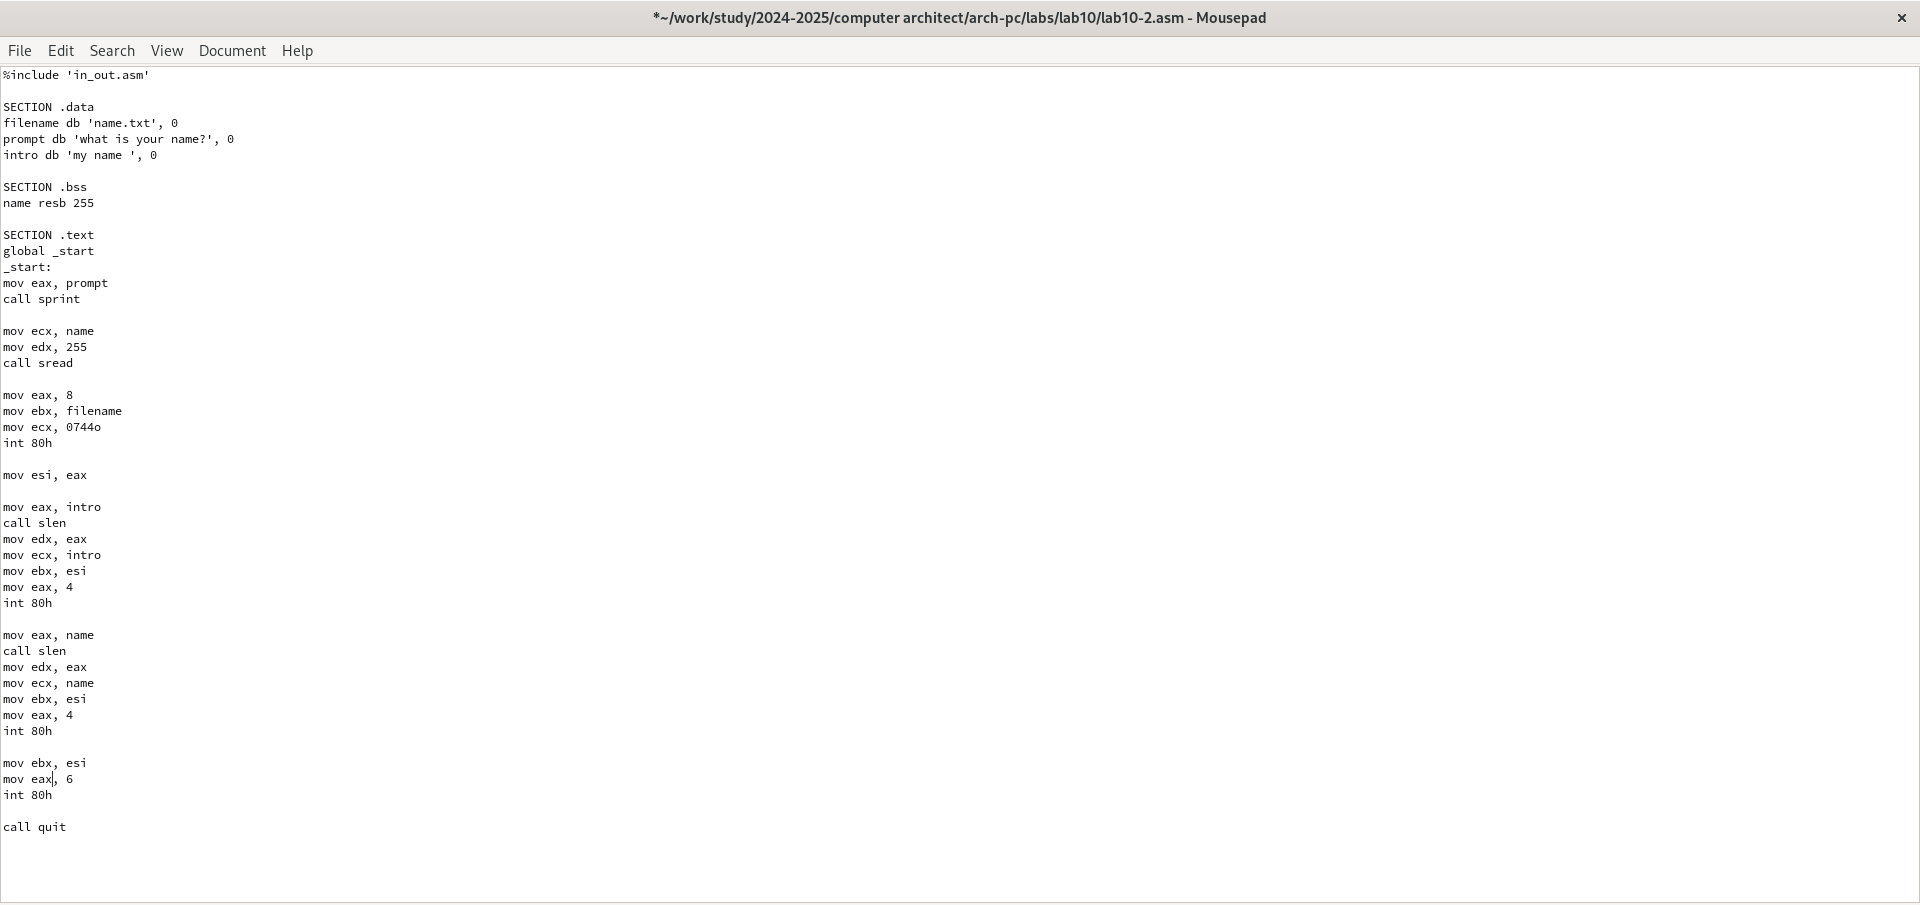 *~/work/study/2024-2025/computer architect/arch-pc/labs/lab10/lab10-2.asm - Mousepad
File Edit Search View Document Help
%include 'in_out.asm'
SECTION .data
filename db 'name.txt', 0
prompt db 'what is your name?', 0
intro db 'my name ', 0
SECTION .bss
name resb 255
SECTION .text
global _start
_start:
mov eax, prompt
call sprint
mov ecx, name
mov edx, 255
call sread
mov eax, 8
mov ebx, filename
mov ecx, 0744o
int 80h
mov esi, eax
mov eax, intro
call slen
mov edx, eax
mov ecx, intro
mov ebx, esi
mov eax, 4
int 80h
mov eax, name
call slen
mov edx, eax
mov ecx, name
mov ebx, esi
mov eax, 4
int 80h
mov ebx, esi
mov eax, 6
int 80h
call quit